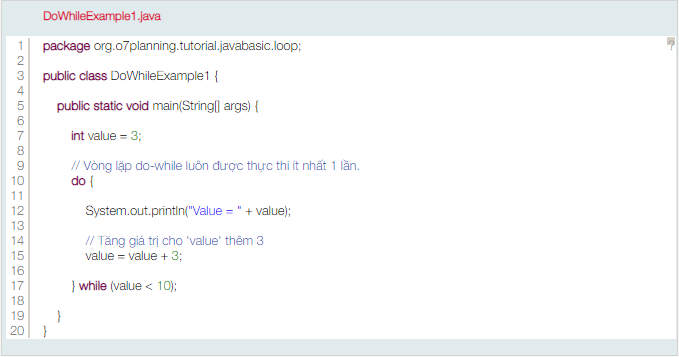 DoWhileExample1.java
1 package org.o7planning.tutorial.javabasic.loop;
2
3 public class DoWhileExample1 {
4
5 public static void main(String[] args) {
6
7 int value = 3;
8
9 // Vòng lặp do-while luôn được thực thi ít nhất 1 lần.
10 do {
11
12 System.out.println("Value = " + value);
13
14 // Tăng giá trị cho 'value' thêm 3
15 value = value + 3;
16
17 } while (value < 10);
18
19 }
20 }
?